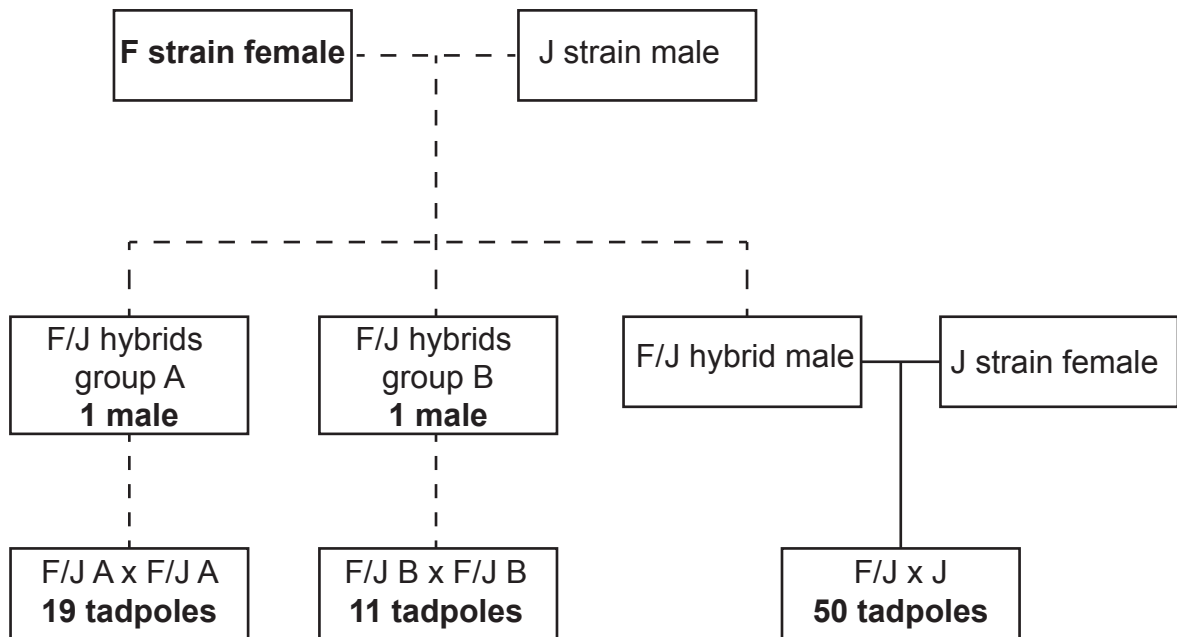 F strain female
J strain male
F/J hybrids
group A
1 male
F/J hybrids
group B
1 male
F/J hybrid male
J strain female
F/J A x F/J A
19 tadpoles
F/J B x F/J B
11 tadpoles
F/J x J
50 tadpoles